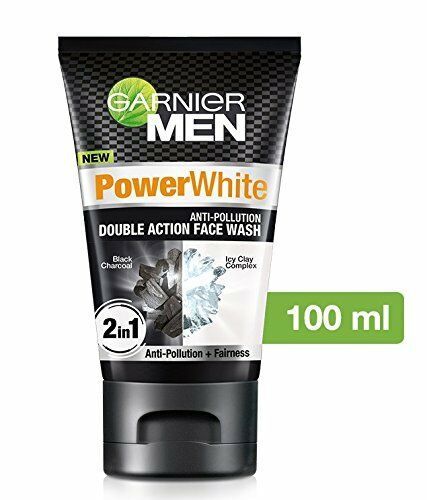 GARNIER
MEN
NEW
PowerWhite
ANTI-POLLUTION
DOUBLE ACTION FACE WASH
Black
Charcoal
Icy Clay
Complex
2in1
Anti-Pollution + Fairness
100 ml